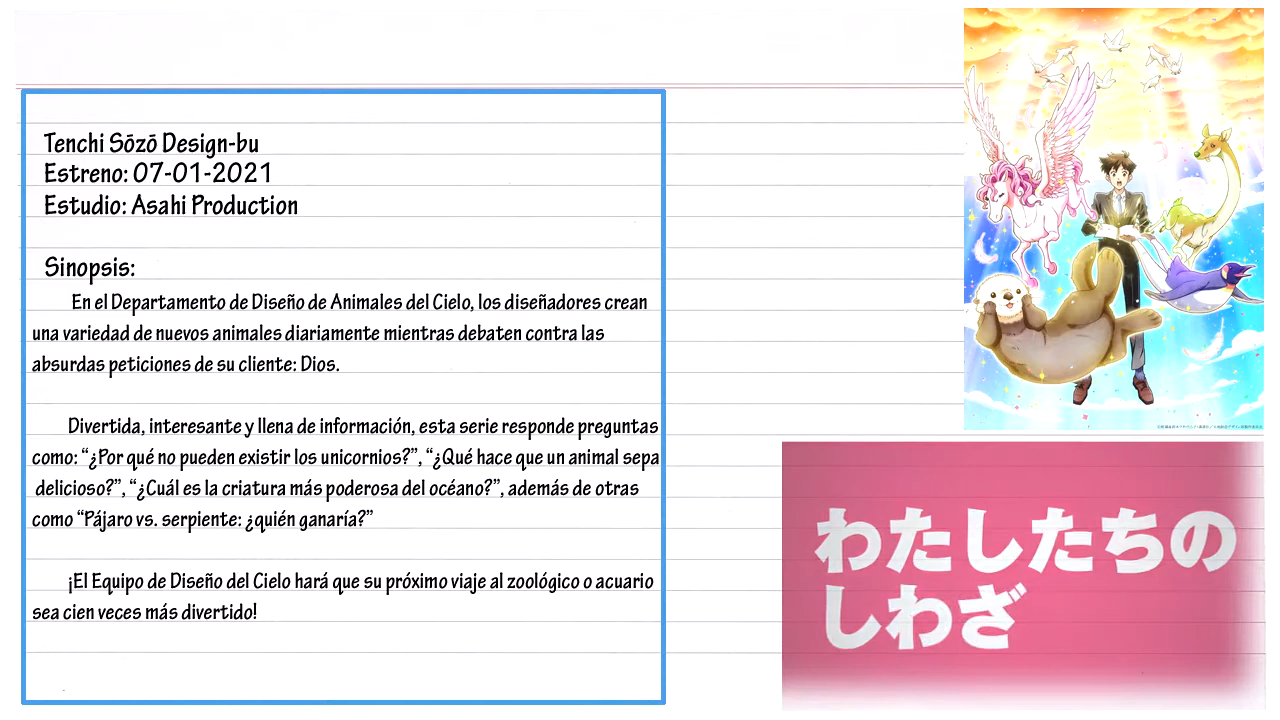 Tenchi Sōzō Design-bu
Estreno: 07-01-2021
Estudio: Asahi Production
Sinopsis:
En el Departamento de Diseño de Animales del Cielo, los diseñadores crean
una variedad de nuevos animales diariamente mientras debaten contra las
absurdas peticiones de su cliente: Dios.
Divertida, interesante y llena de información, esta serie responde preguntas
como: “¿Por qué no pueden existir los unicornios?”, “¿Qué hace que un animal sepa
delicioso?”, “¿Cuál es la criatura más poderosa del océano?”, además de otras
como “Pájaro vs. serpiente: ¿quién ganaría?”
¡El Equipo de Diseño del Cielo hará que su próximo viaje al zoológico o acuario
sea cien veces más divertido!
わたしたちの
しわざ